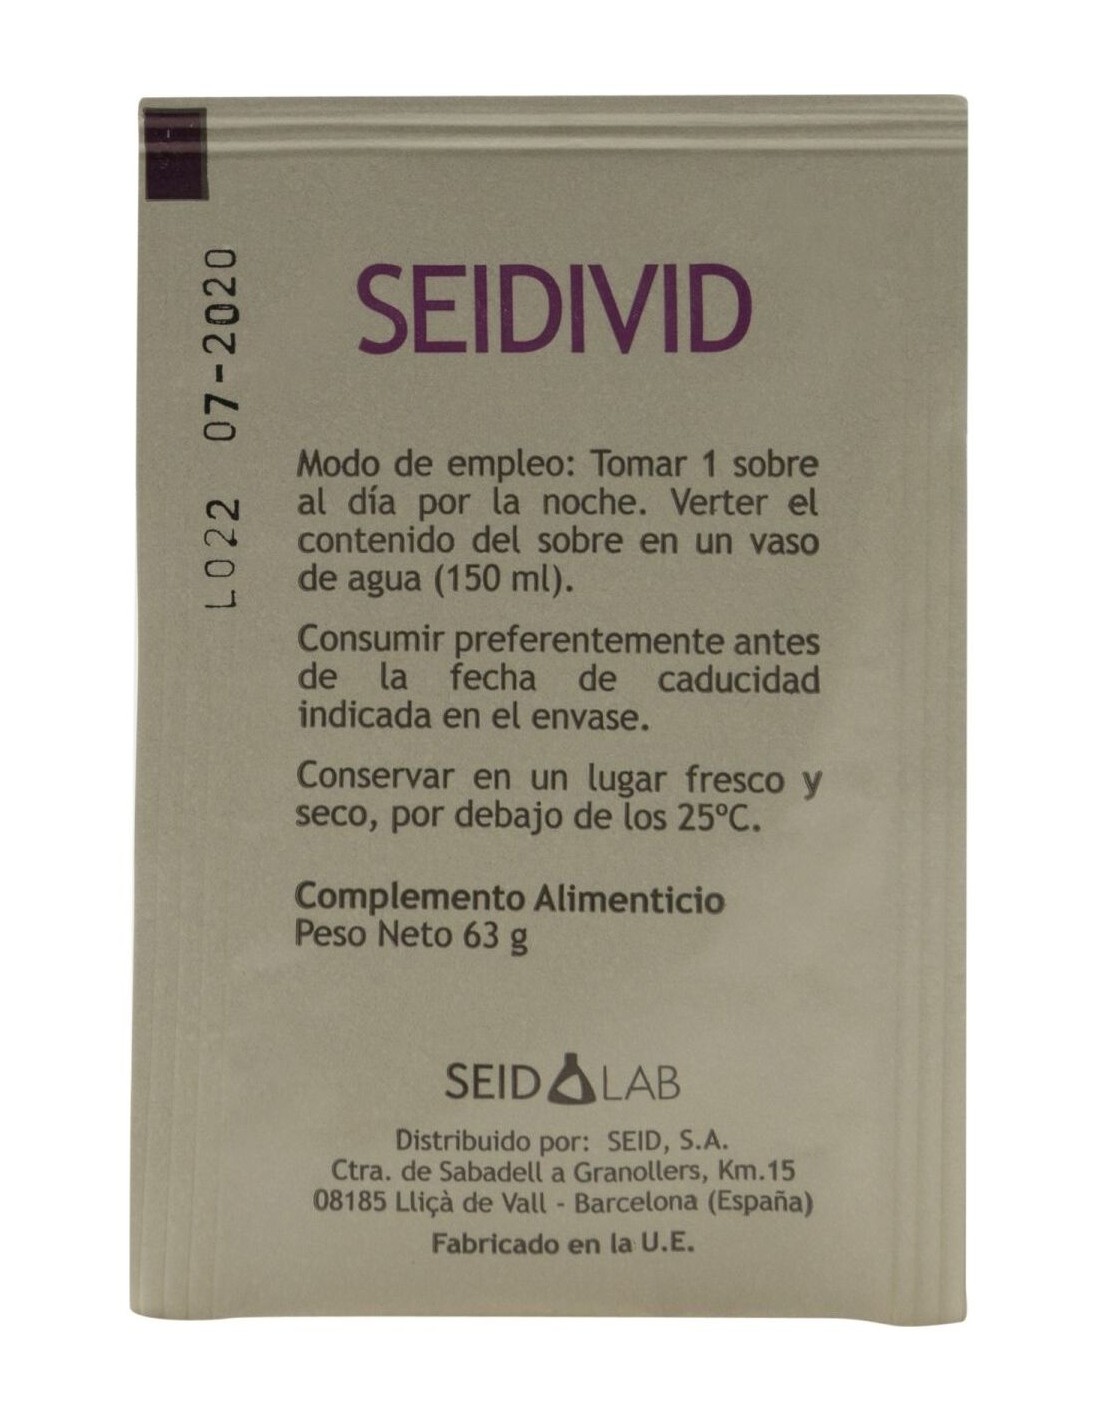 L022 07-2020
SEIDIVID
Modo de empleo: Tomar 1 sobre
al día por la noche. Verter el
contenido del sobre en un vaso
de agua (150 ml).
Consumir preferentemente antes
de la fecha de caducidad
indicada en el envase.
Conservar en un lugar fresco y
seco, por debajo de los 25ºC.
Complemento Alimenticio
Peso Neto 63 g
SEID LAB
Distribuido por: SEID, S.A.
Ctra. de Sabadell a Granollers, Km.15
08185 Lliçà de Vall - Barcelona (España)
Fabricado en la U.E.